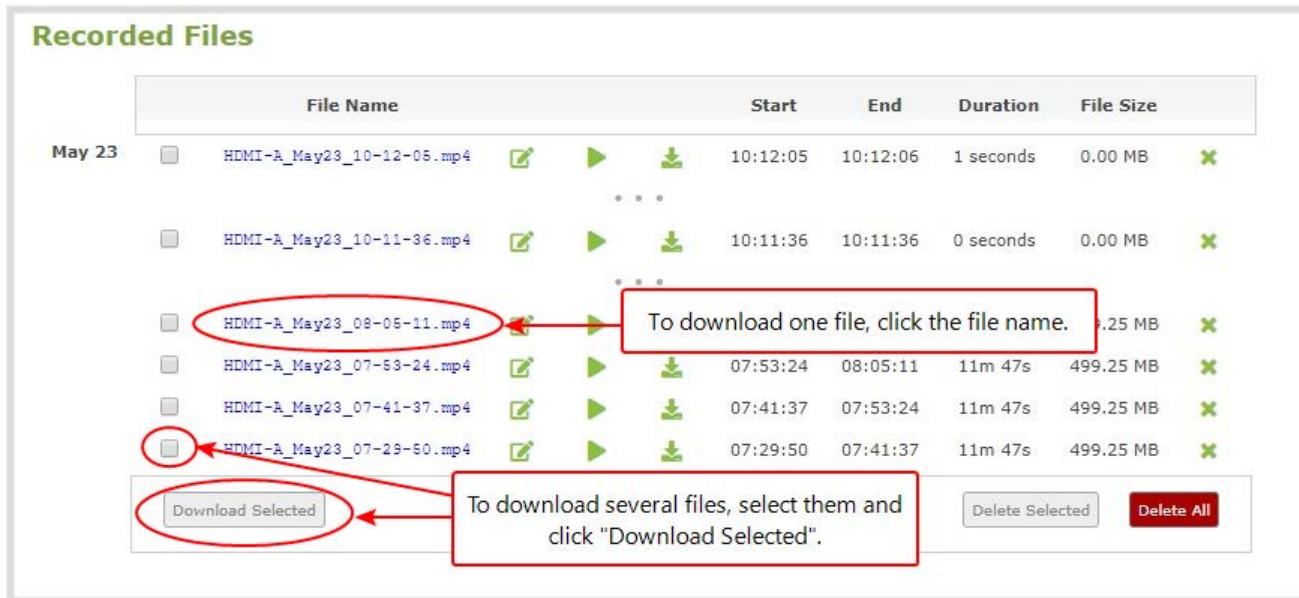 Recorded Files
File Name Start End Duration File Size
May 23 HDMI-A_May23_10-12-05.mp4 10:12:05 10:12:06 1 seconds 0.00 MB
HDMI-A_May23_10-11-36.mp4 10:11:36 10:11:36 0 seconds 0.00 MB
HDMI-A_May23_08-05-11.mp4 To download one file, click the file name. .25 MB
HDMI-A_May23_07-53-24.mp4 07:53:24 08:05:11 11m 47s 499.25 MB
HDMI-A_May23_07-41-37.mp4 07:41:37 07:53:24 11m 47s 499.25 MB
HDMI-A_May23_07-29-50.mp4 07:29:50 07:41:37 11m 47s 499.25 MB
Download Selected
To download several files, select them and
click "Download Selected".
Delete Selected Delete All